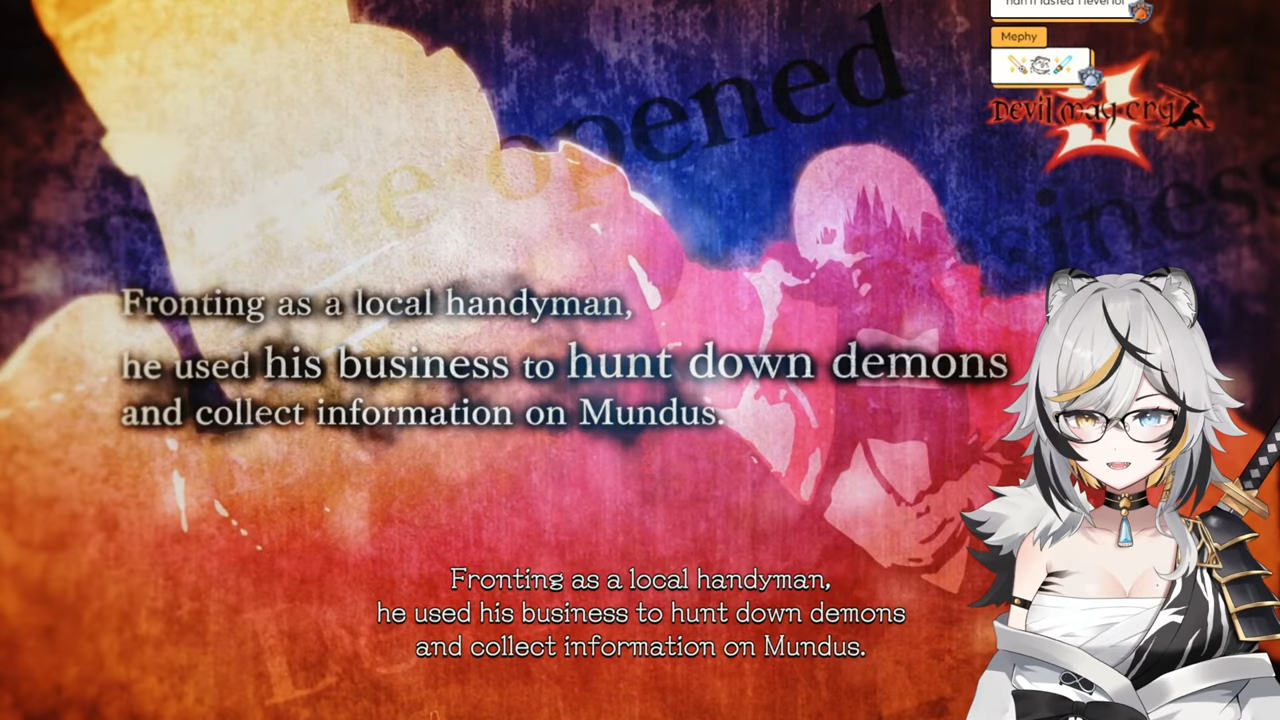 Mephy
Devil may cry
opened
siness
Fronting as a local handyman,
he used his business to hunt down demons
and collect information on Mundus.
Fronting as a local handyman,
he used his business to hunt down demons
and collect information on Mundus.